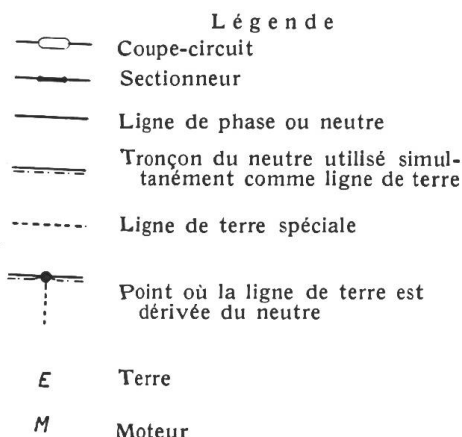 Légende
Coupe-circuit
Sectionneur
Ligne de phase ou neutre
Tronçon du neutre utilisé simul-
tanément comme ligne de terre
Ligne de terre spéciale
Point où la ligne de terre est
dérivée du neutre
E Terre
M Moteur